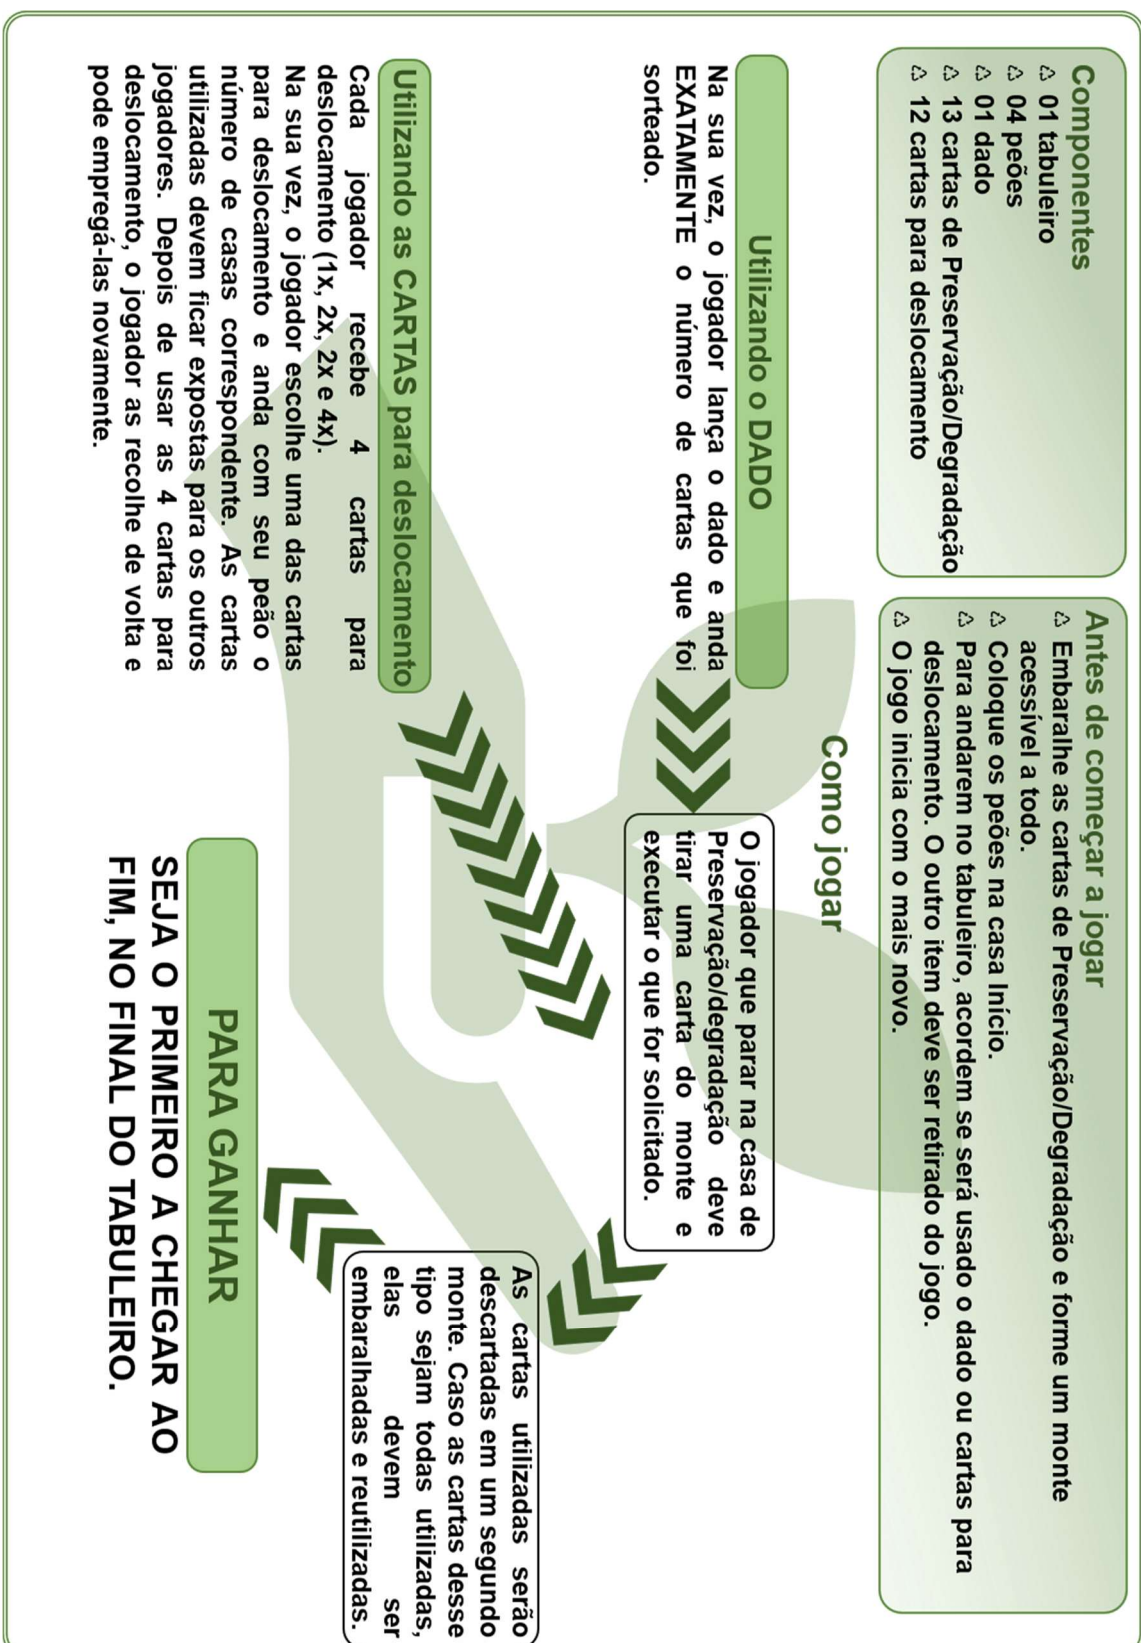 Componentes
♺ 01 tabuleiro
♺ 04 peões
♺ 01 dado
♺ 13 cartas de Preservação/Degradação
♺ 12 cartas para deslocamento
Antes de começar a jogar
♺ Embaralhe as cartas de Preservação/Degradação e forme um monte
acessível a todo.
♺ Coloque os peões na casa Início.
♺ Para andarem no tabuleiro, acordem se será usado o dado ou cartas para
deslocamento. O outro item deve ser retirado do jogo.
♺ O jogo inicia com o mais novo.
Como jogar
Utilizando o DADO
Na sua vez, o jogador lança o dado e anda
EXATAMENTE o número de cartas que foi
sorteado.
O jogador que parar na casa de
Preservação/degradação deve
tirar uma carta do monte e
executar o que for solicitado.
Utilizando as CARTAS para deslocamento
Cada jogador recebe 4 cartas para
deslocamento (1x, 2x, 2x e 4x).
Na sua vez, o jogador escolhe uma das cartas
para deslocamento e anda com seu peão o
número de casas correspondente. As cartas
utilizadas devem ficar expostas para os outros
jogadores. Depois de usar as 4 cartas para
deslocamento, o jogador as recolhe de volta e
pode empregá-las novamente.
As cartas utilizadas serão
descartadas em um segundo
monte. Caso as cartas desse
tipo sejam todas utilizadas,
elas devem ser
embaralhadas e reutilizadas.
PARA GANHAR
SEJA O PRIMEIRO A CHEGAR AO
FIM, NO FINAL DO TABULEIRO.